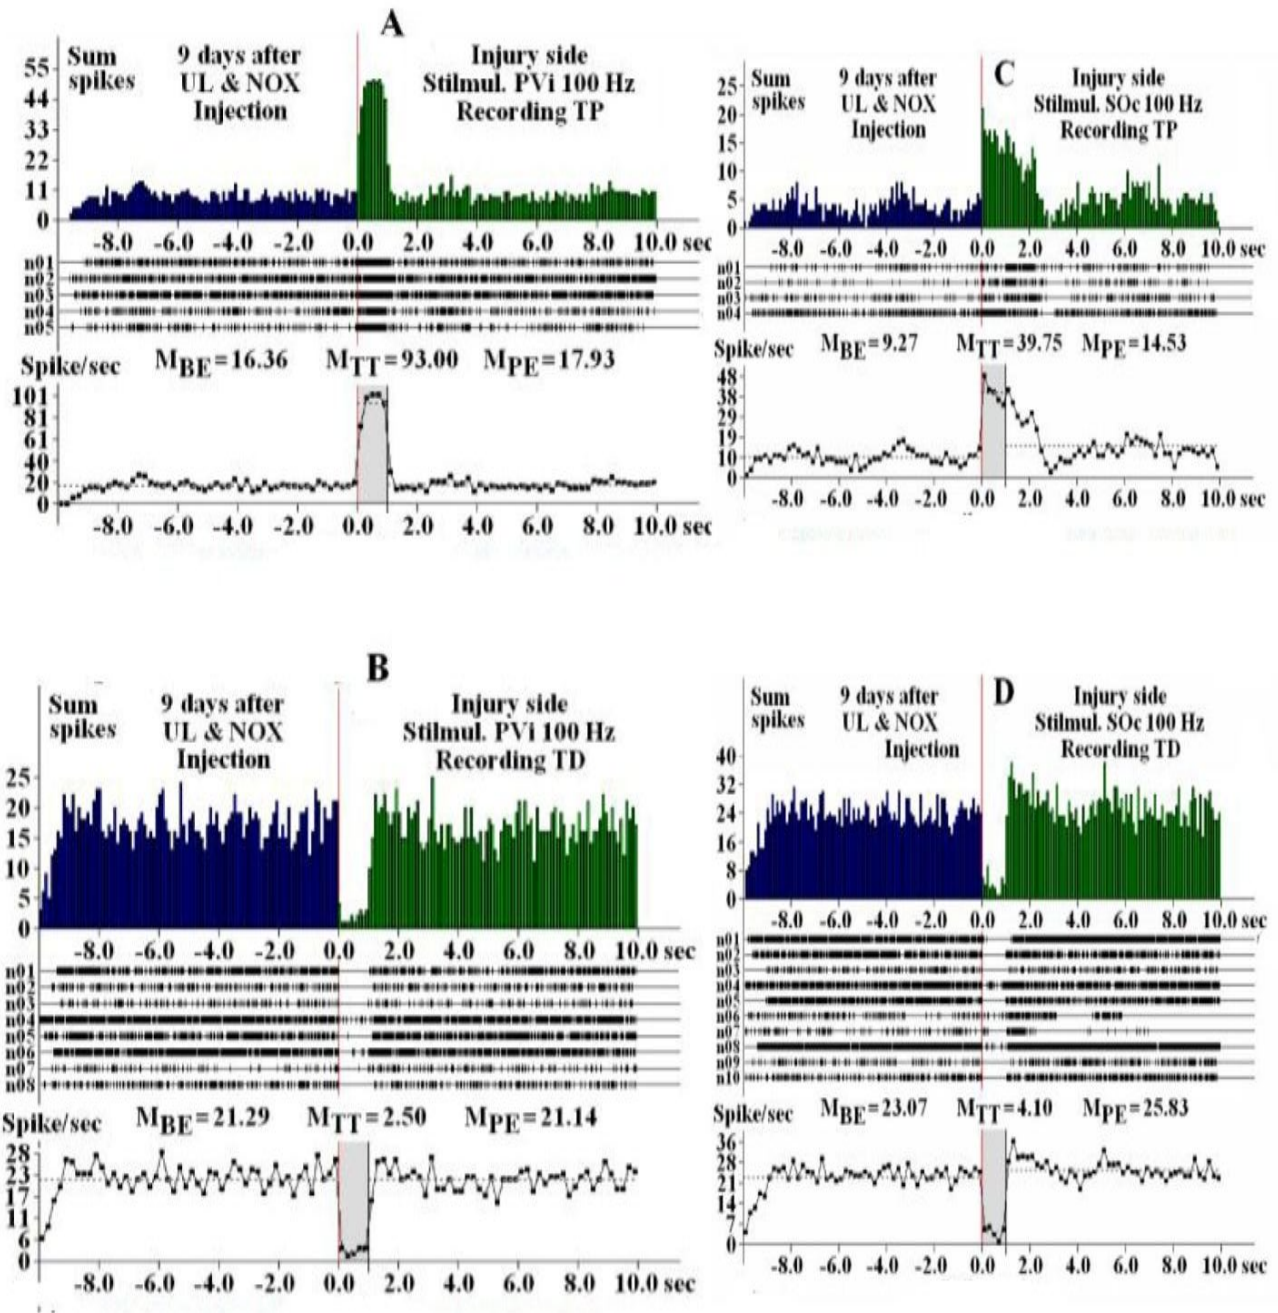 A
Sum spikes
9 days after
UL & NOX
Injection
Injury side
Stilmul. PVi 100 Hz
Recording TP
55
44
33
22
11
0
-8.0 -6.0 -4.0 -2.0 0.0 2.0 4.0 6.0 8.0 10.0 sec
n01
n02
n03
n04
n05
Spike/sec MBE=16.36 MTT=93.00 MPE=17.93
101
81
61
40
20
0
-8.0 -6.0 -4.0 -2.0 0.0 2.0 4.0 6.0 8.0 10.0 sec
C
Sum spikes
9 days after
UL & NOX
Injection
Injury side
Stilmul. SOc 100 Hz
Recording TP
25
20
15
10
5
0
-8.0 -6.0 -4.0 -2.0 0.0 2.0 4.0 6.0 8.0 10.0 sec
n01
n02
n03
n04
Spike/sec MBE=9.27 MTT=39.75 MPE=14.53
48
38
29
19
10
0
-8.0 -6.0 -4.0 -2.0 0.0 2.0 4.0 6.0 8.0 10.0 sec
B
Sum spikes
9 days after
UL & NOX
Injection
Injury side
Stilmul. PVi 100 Hz
Recording TD
25
20
15
10
5
0
-8.0 -6.0 -4.0 -2.0 0.0 2.0 4.0 6.0 8.0 10.0 sec
n01
n02
n03
n04
n05
n06
n07
n08
Spike/sec MBE=21.29 MTT=2.50 MPE=21.14
28
23
17
11
6
0
-8.0 -6.0 -4.0 -2.0 0.0 2.0 4.0 6.0 8.0 10.0 sec
D
Sum spikes
9 days after
UL & NOX
Injection
Injury side
Stilmul. SOc 100 Hz
Recording TD
40
32
24
16
8
0
-8.0 -6.0 -4.0 -2.0 0.0 2.0 4.0 6.0 8.0 10.0 sec
n01
n02
n03
n04
n05
n06
n07
n08
n09
n10
Spike/sec MBE=23.07 MTT=4.10 MPE=25.83
36
28
21
14
7
0
-8.0 -6.0 -4.0 -2.0 0.0 2.0 4.0 6.0 8.0 10.0 sec